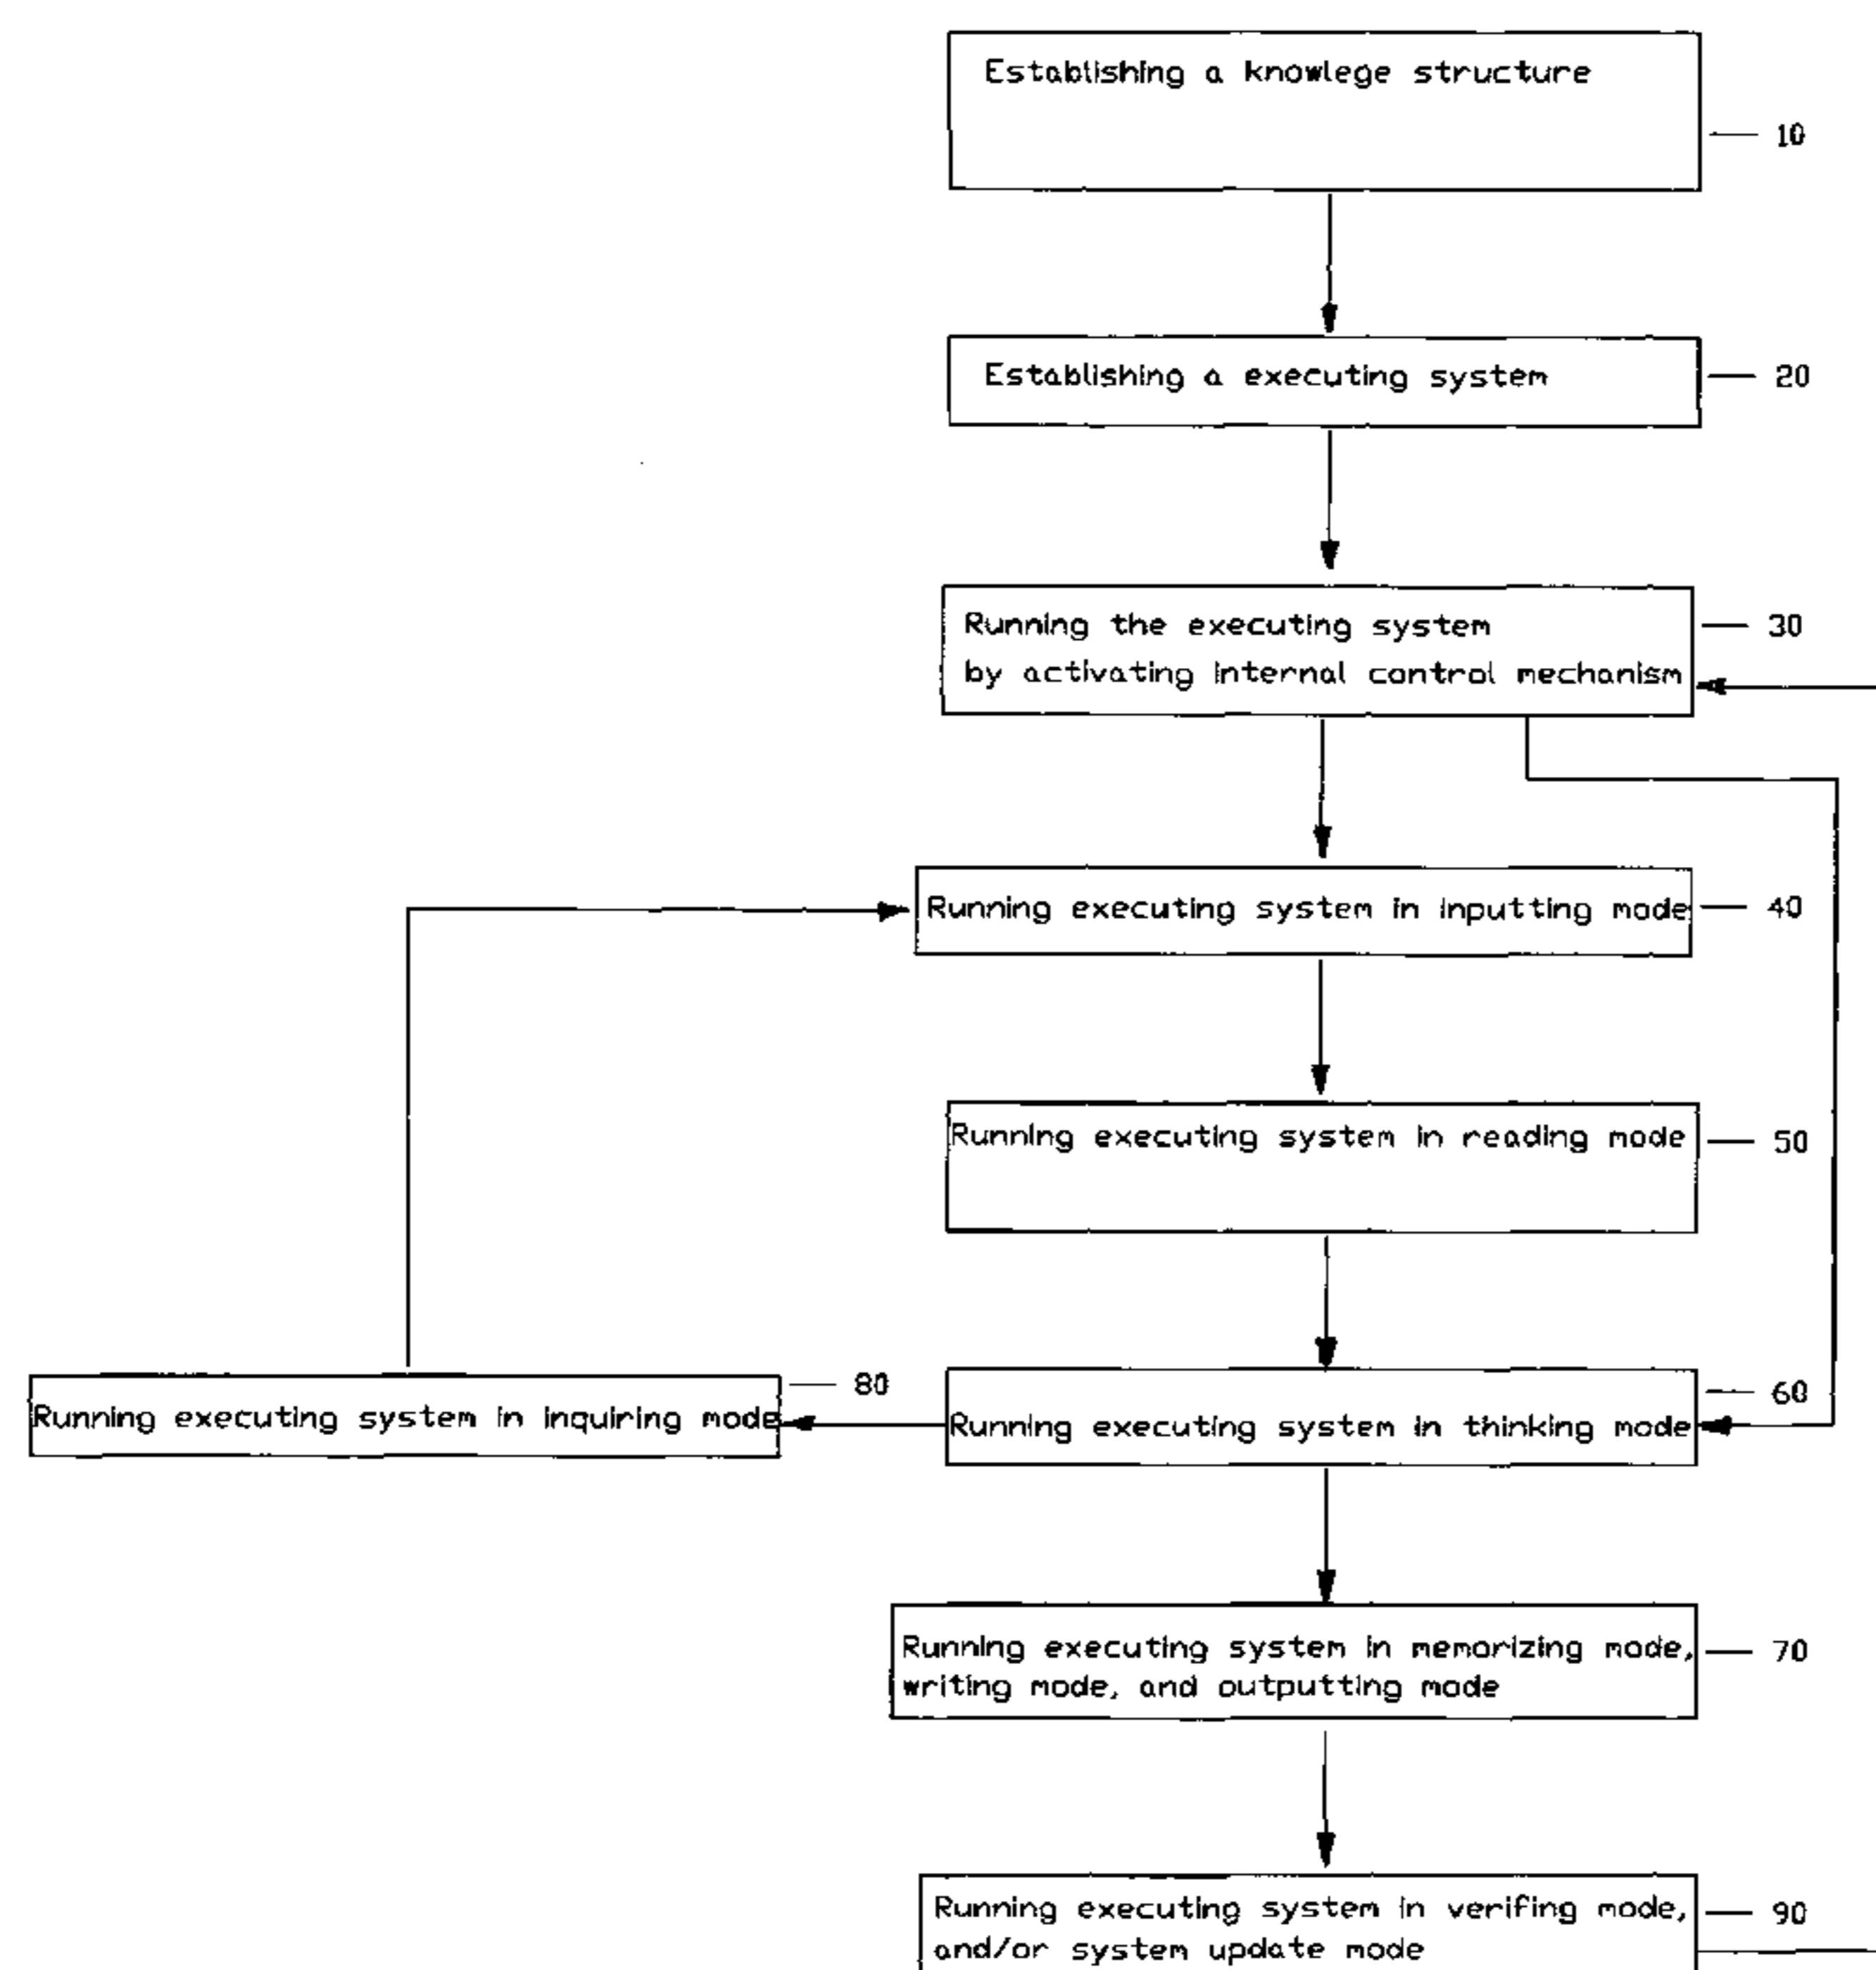 Establishing a knowlege structure
10
Establishing a executing system
20
Running the executing system
30
by activating internal control mechanism
Running executing system in inputting mode
40
Running executing system in reading mode
50
80
60
Running executing system in inquiring mode
Running executing system in thinking mode
Running executing system in memorizing mode,
70
writing mode, and outputting mode
Running executing system in verifing mode,
90
and/or system update mode